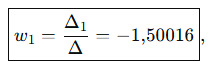 w₁ = Δ₁/Δ = −1,50016 ,